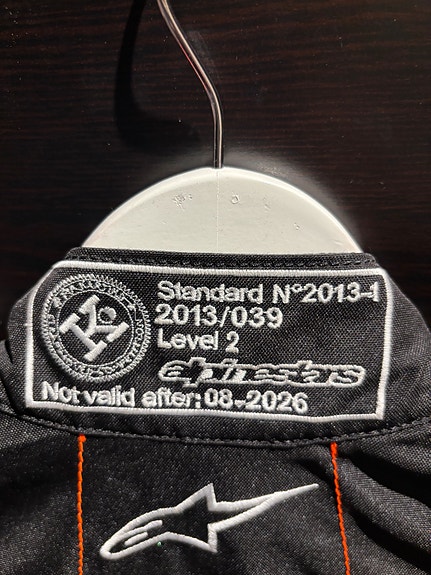 Standard N°2013-1
2013/039
Level 2
alpinestars
Not valid after: 08-2026